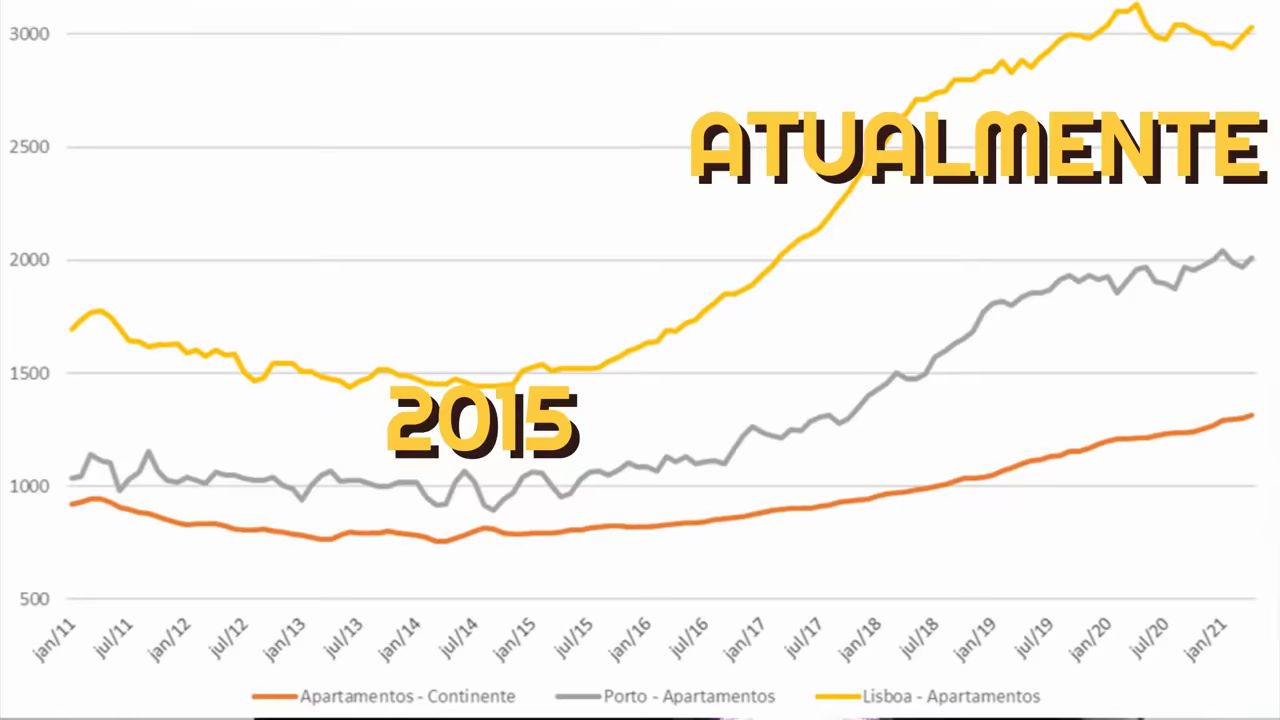 3000
ATUALMENTE
2500
2000
1500
2015
1000
500
jan/11 jul/11 jan/12 jul/12 jan/13 jul/13 jan/14 jul/14 jan/15 jul/15 jan/16 jul/16 jan/17 jul/17 jan/18 jul/18 jan/19 jul/19 jan/20 jul/20 jan/21
Apartamentos - Continente Porto - Apartamentos Lisboa - Apartamentos